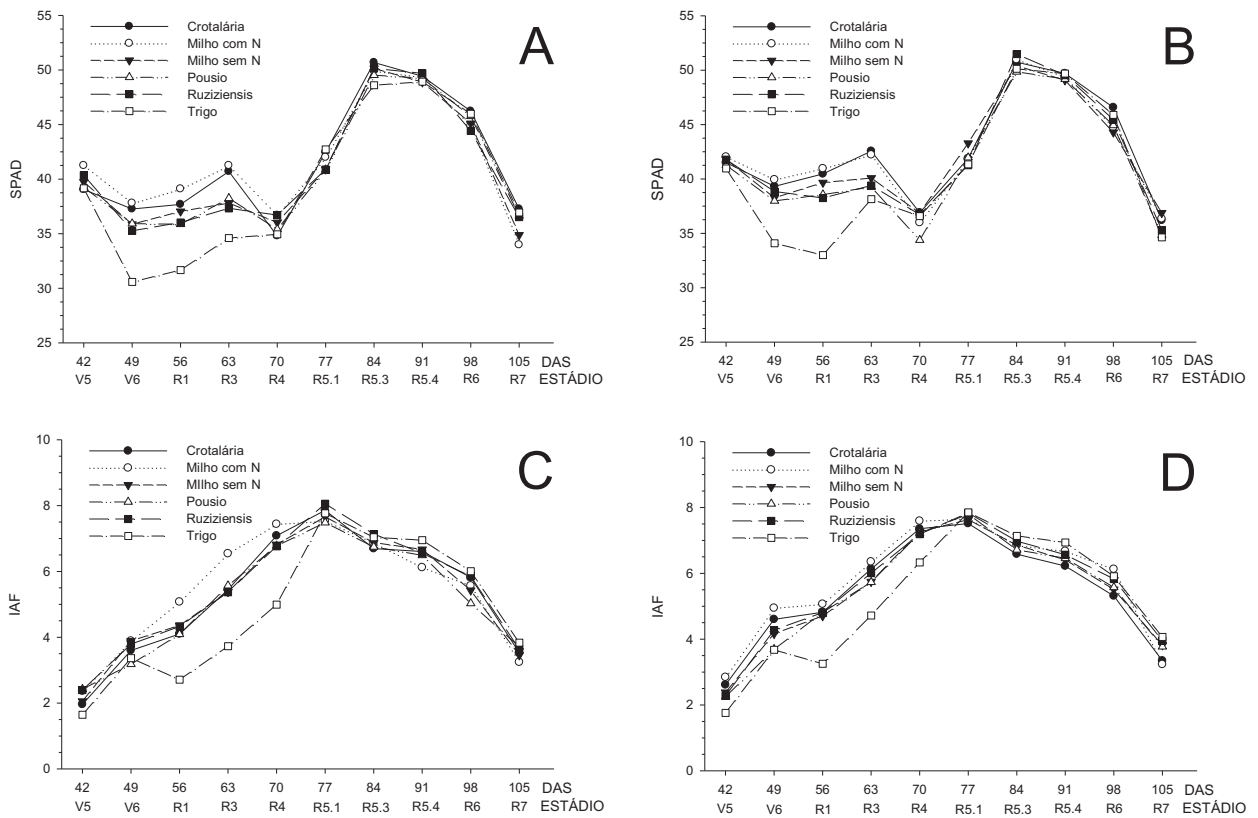 A
55
50
45
40
35
30
25
SPAD
Crotalária
Milho com N
Milho sem N
Pousio
Ruziziensis
Trigo
42 49 56 63 70 77 84 91 98 105 DAS
V5 V6 R1 R3 R4 R5.1 R5.3 R5.4 R6 R7 ESTÁDIO
B
55
50
45
40
35
30
25
SPAD
Crotalária
Milho com N
Milho sem N
Pousio
Ruziziensis
Trigo
42 49 56 63 70 77 84 91 98 105 DAS
V5 V6 R1 R3 R4 R5.1 R5.3 R5.4 R6 R7 ESTÁDIO
C
10
8
6
4
2
0
IAF
Crotalária
Milho com N
MIlho sem N
Pousio
Ruziziensis
Trigo
42 49 56 63 70 77 84 91 98 105 DAS
V5 V6 R1 R3 R4 R5.1 R5.3 R5.4 R6 R7 ESTÁDIO
D
10
8
6
4
2
0
IAF
Crotalária
Milho com N
Milho sem N
Pousio
Ruziziensis
Trigo
42 49 56 63 70 77 84 91 98 105 DAS
V5 V6 R1 R3 R4 R5.1 R5.3 R5.4 R6 R7 ESTÁDIO